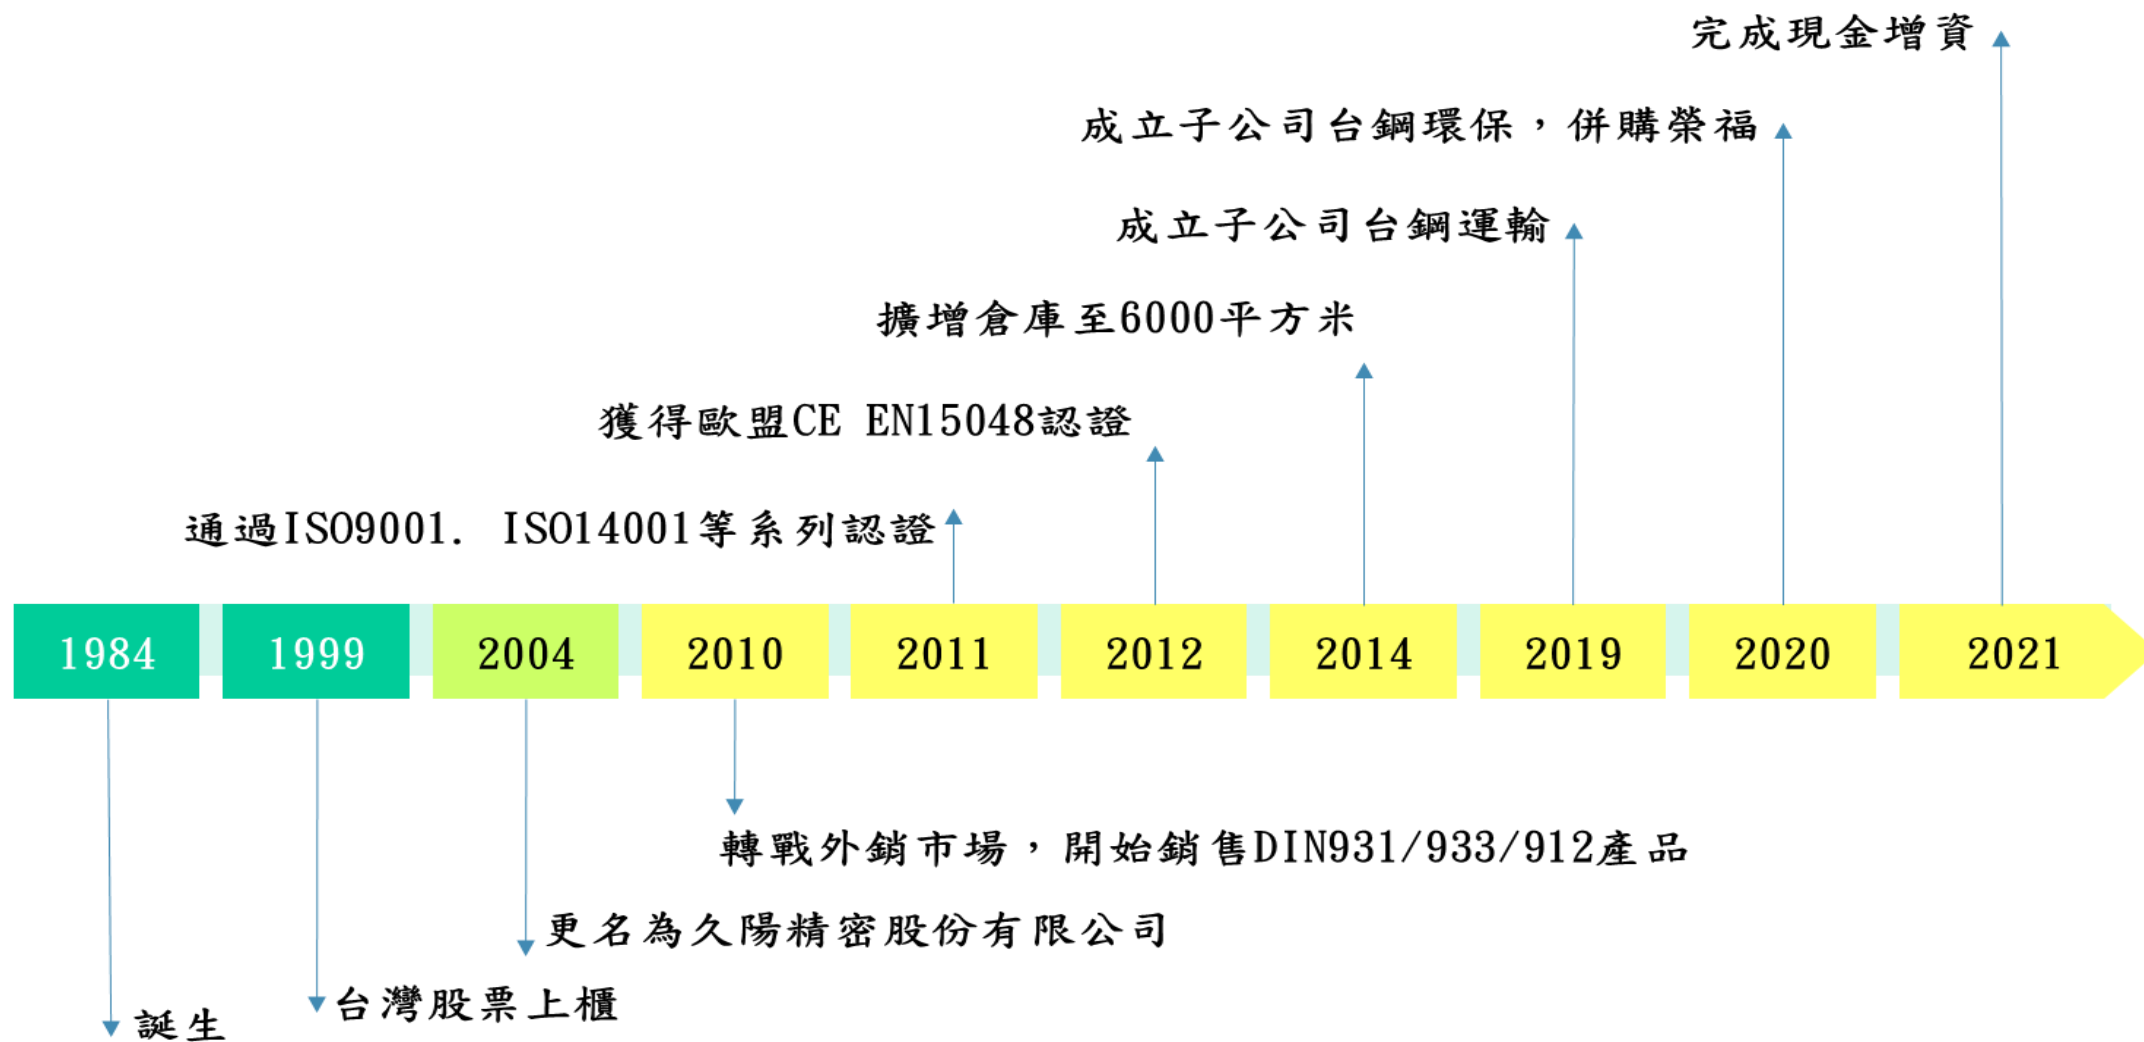 完成現金增資
成立子公司台鋼環保，併購榮福
成立子公司台鋼運輸
擴增倉庫至6000平方米
獲得歐盟CE EN15048認證
通過ISO9001. ISO14001等系列認證
1984 1999 2004 2010 2011 2012 2014 2019 2020 2021
轉戰外銷市場，開始銷售DIN931/933/912產品
更名為久陽精密股份有限公司
台灣股票上櫃
誕生